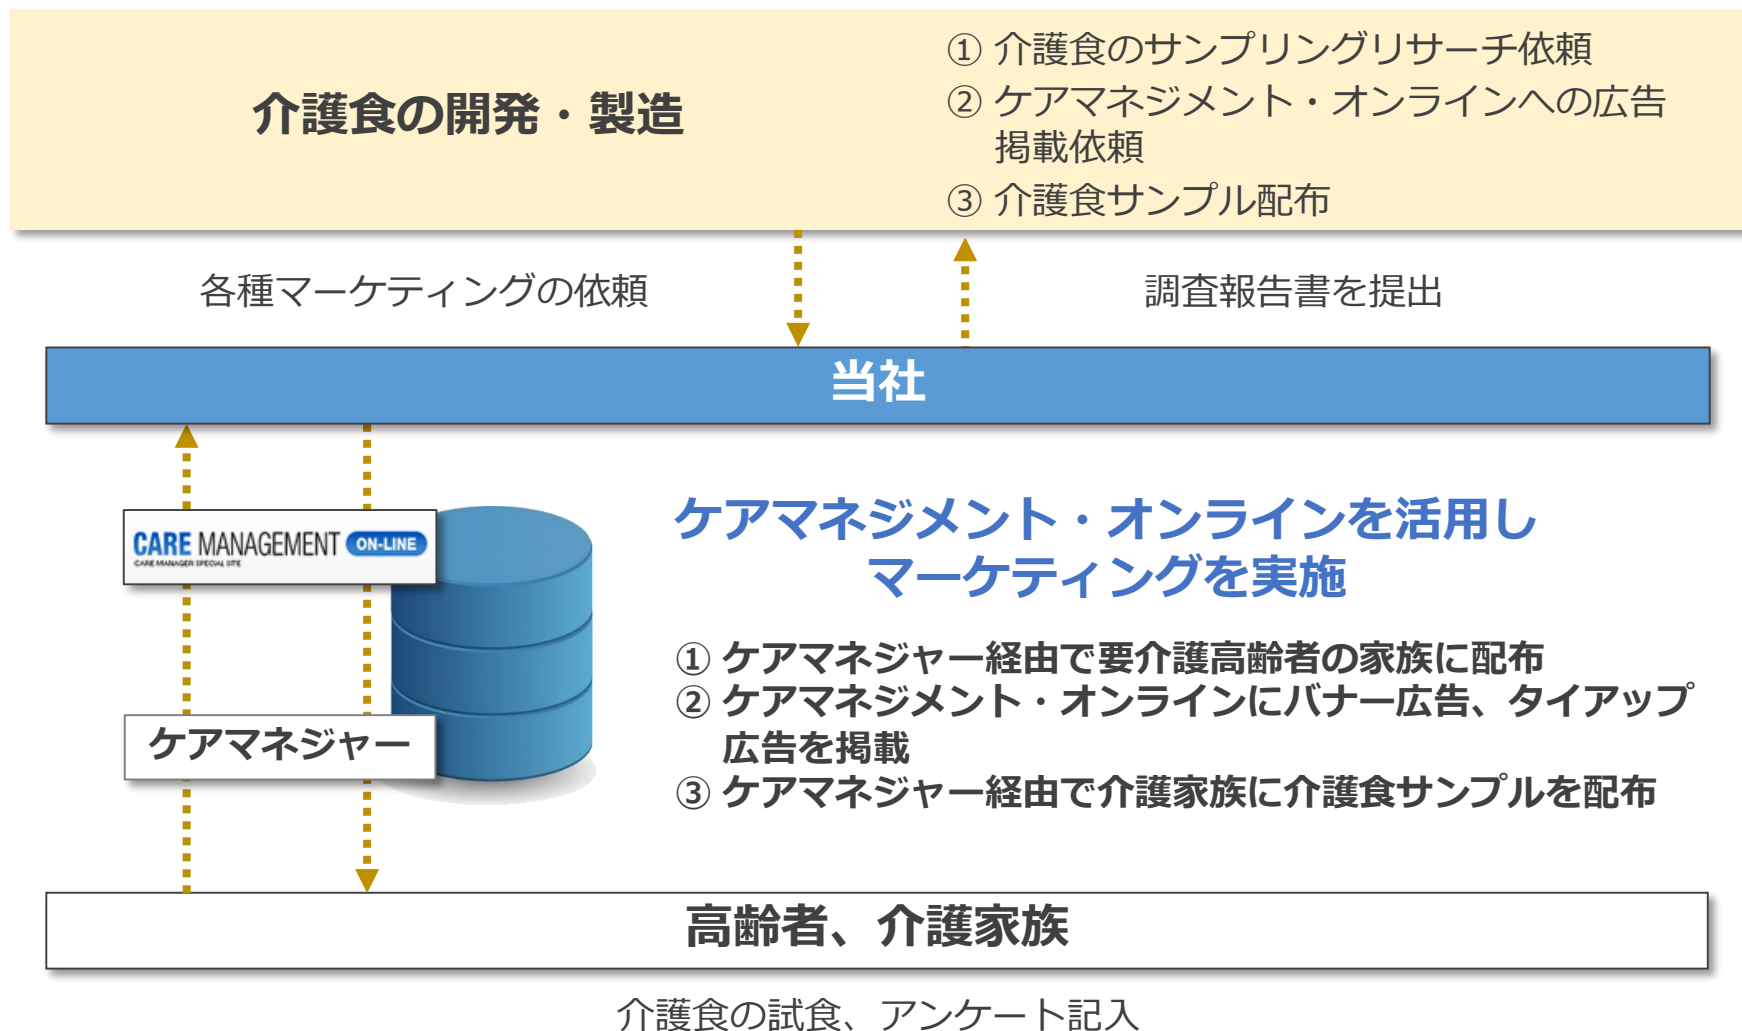 介護食の開発・製造
① 介護食のサンプリングリサーチ依頼
② ケアマネジメント・オンラインへの広告
掲載依頼
③ 介護食サンプル配布
各種マーケティングの依頼
調査報告書を提出
当社
CARE MANAGEMENT ON-LINE
CARE MANAGER SPECIAL SITE
ケアマネジメント・オンラインを活用し
マーケティングを実施
① ケアマネジャー経由で要介護高齢者の家族に配布
② ケアマネジメント・オンラインにバナー広告、タイアップ
広告を掲載
③ ケアマネジャー経由で介護家族に介護食サンプルを配布
ケアマネジャー
高齢者、介護家族
介護食の試食、アンケート記入